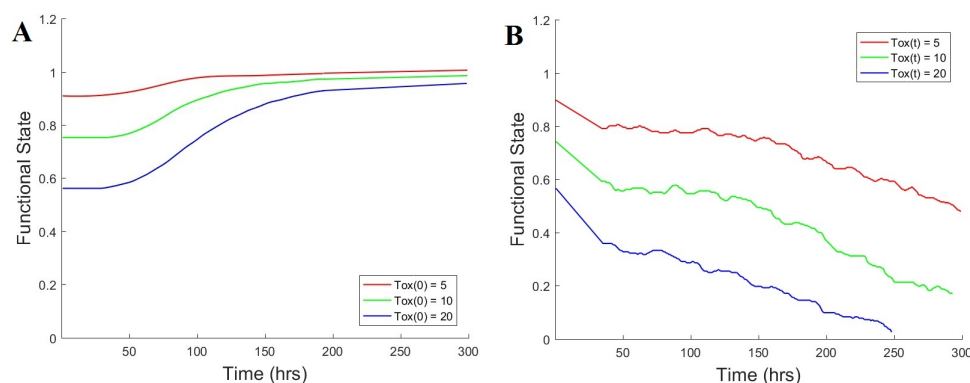 A
Functional State
1.2
1
0.8
0.6
0.4
0.2
0
50
100
150
200
250
300
Time (hrs)
Tox(0) = 5
Tox(0) = 10
Tox(0) = 20
B
Functional State
1.2
1
0.8
0.6
0.4
0.2
0
50
100
150
200
250
300
Time (hrs)
Tox(t) = 5
Tox(t) = 10
Tox(t) = 20